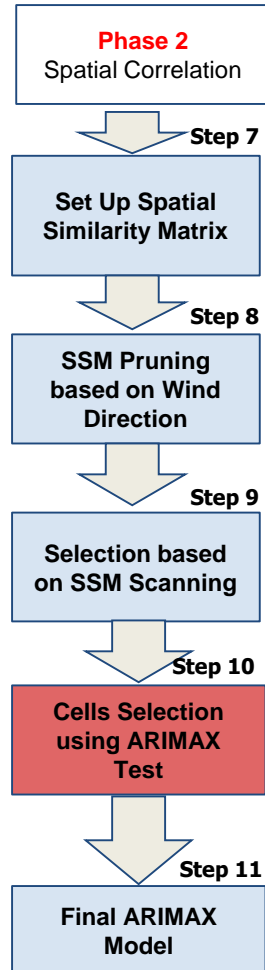 Phase 2
Spatial Correlation
Step 7
Set Up Spatial
Similarity Matrix
Step 8
SSM Pruning
based on Wind
Direction
Step 9
Selection based
on SSM Scanning
Step 10
Cells Selection
using ARIMAX
Test
Step 11
Final ARIMAX
Model